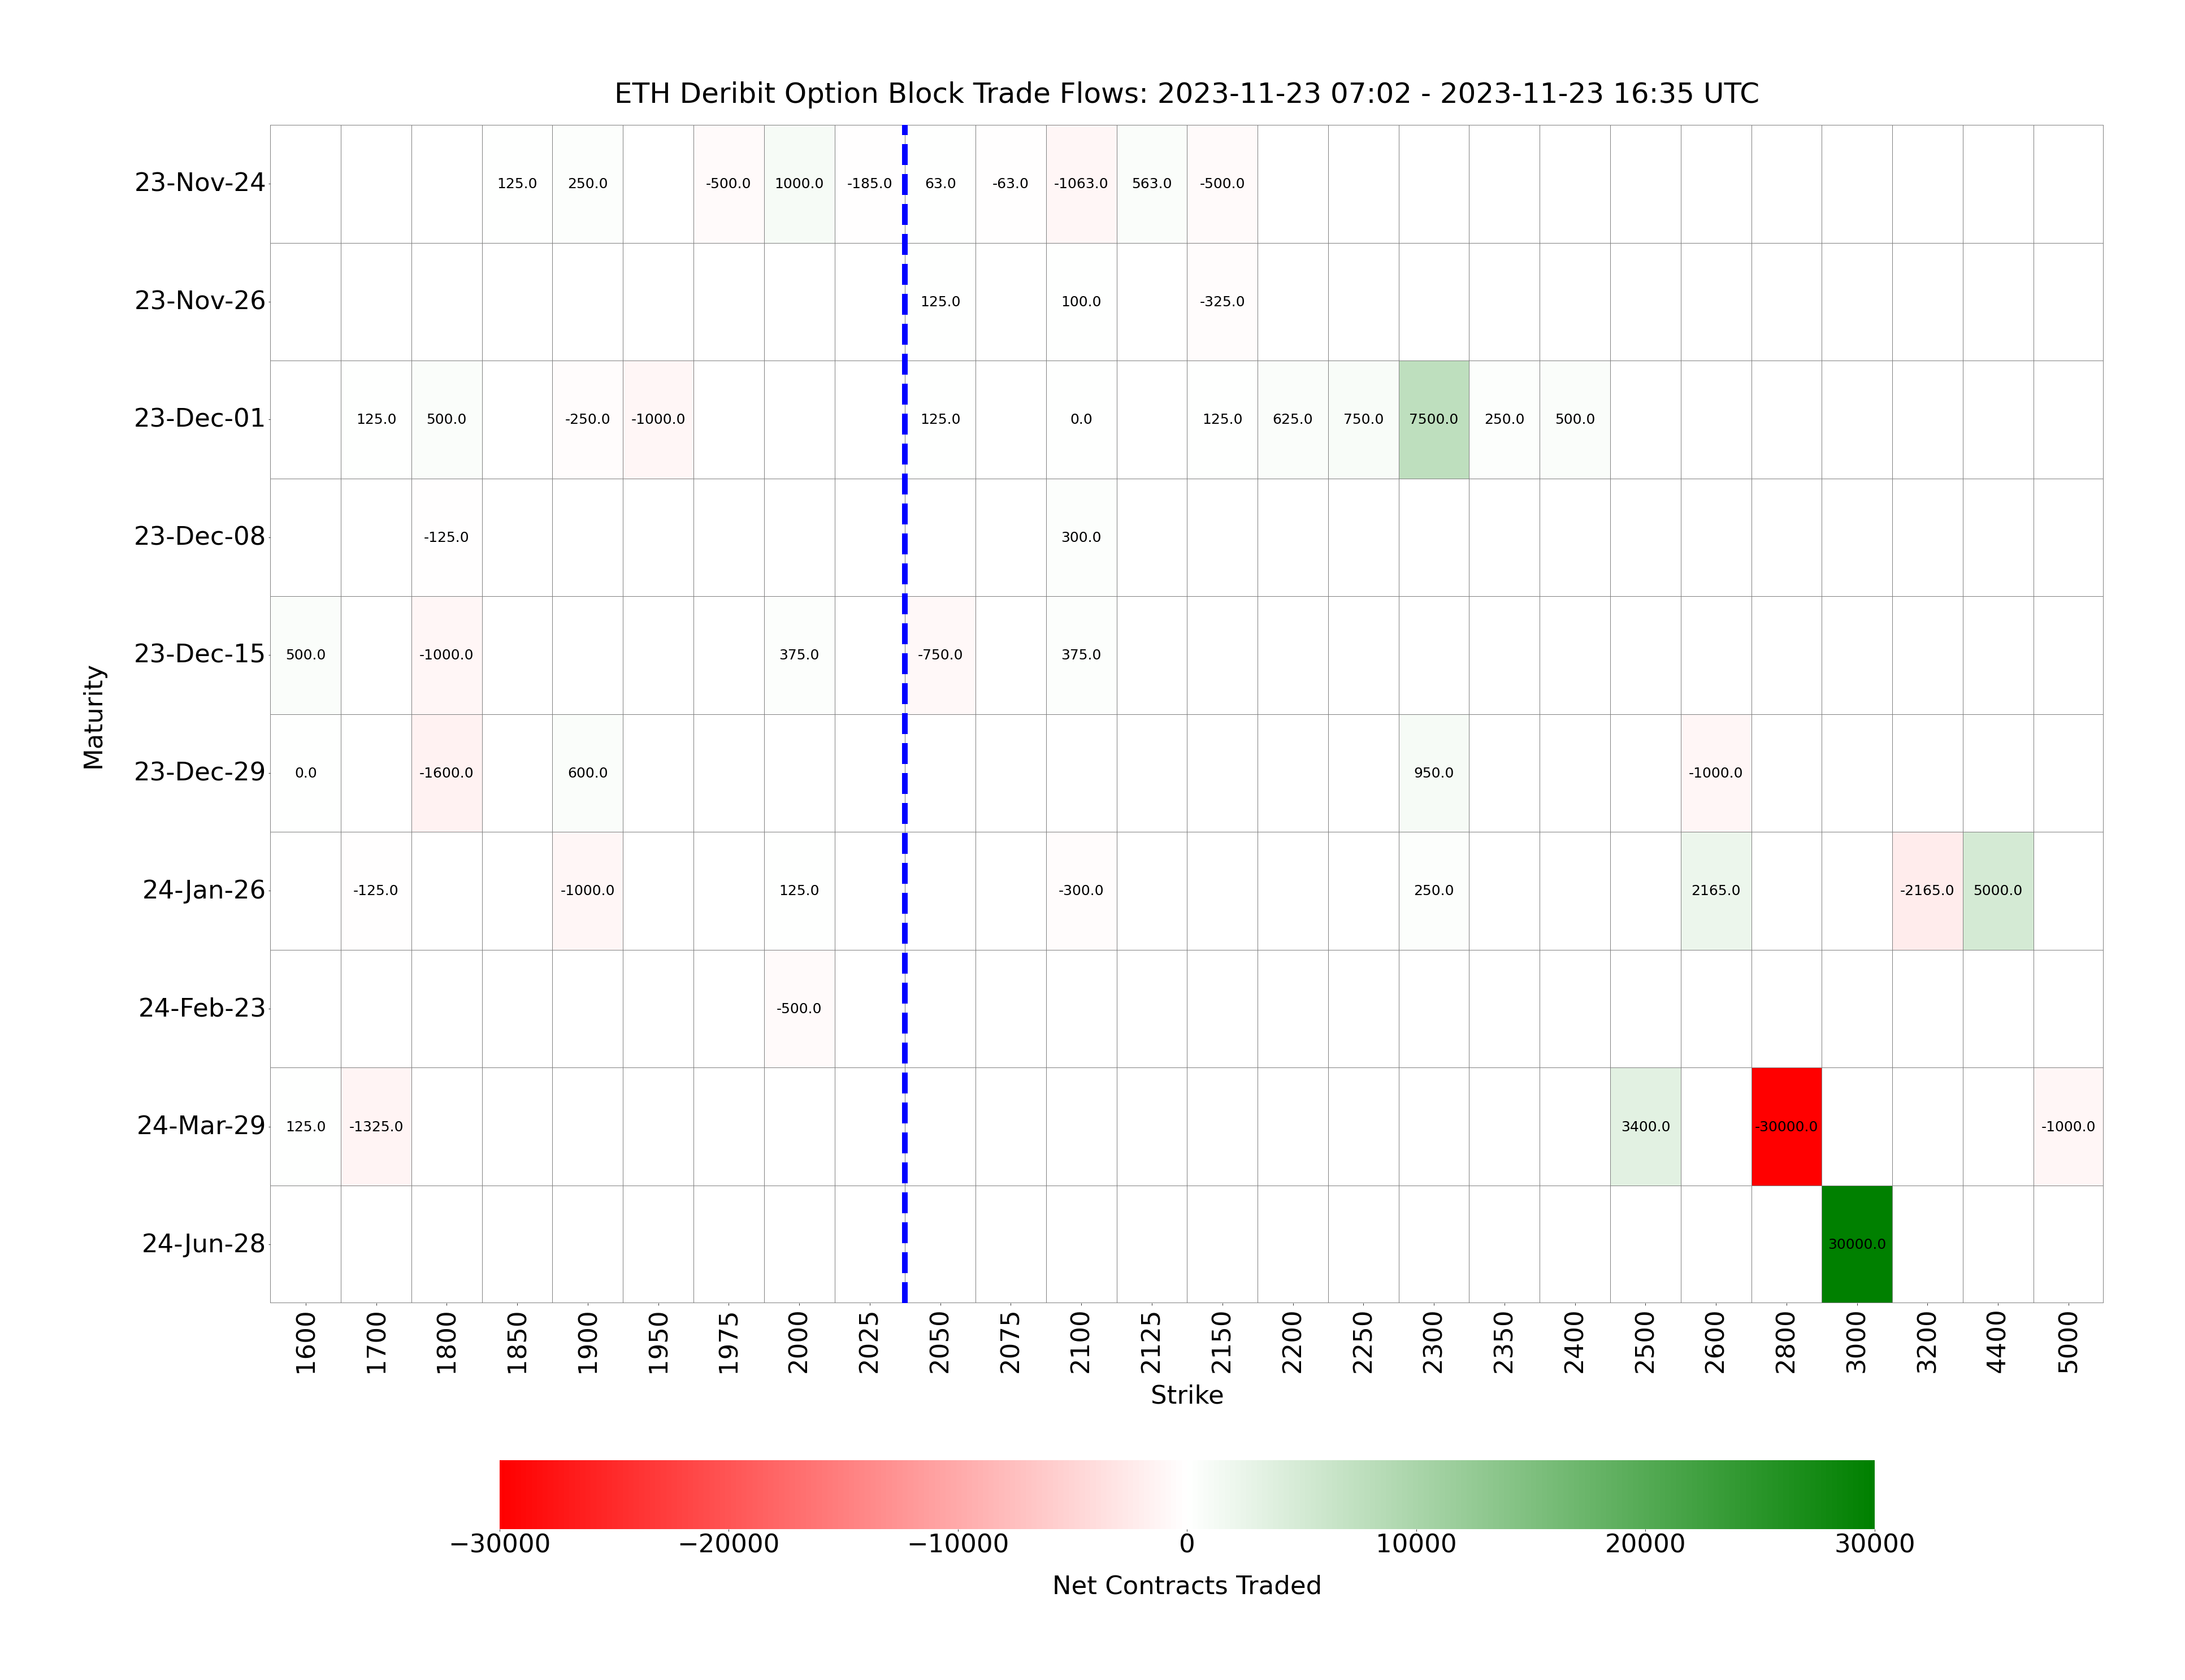 ETH Deribit Option Block Trade Flows: 2023-11-23 07:02 - 2023-11-23 16:35 UTC
Maturity
23-Nov-24 125.0 250.0 -500.0 1000.0 -185.0 63.0 -63.0 -1063.0 563.0 -500.0
23-Nov-26 125.0 100.0 -325.0
23-Dec-01 125.0 500.0 -250.0 -1000.0 125.0 0.0 125.0 625.0 750.0 7500.0 250.0 500.0
23-Dec-08 -125.0 300.0
23-Dec-15 500.0 -1000.0 375.0 -750.0 375.0
23-Dec-29 0.0 -1600.0 600.0 950.0 -1000.0
24-Jan-26 -125.0 -1000.0 125.0 -300.0 250.0 2165.0 -2165.0 5000.0
24-Feb-23 -500.0
24-Mar-29 125.0 -1325.0 3400.0 -30000.0 -1000.0
24-Jun-28 30000.0
1600 1700 1800 1850 1900 1950 1975 2000 2025 2050 2075 2100 2125 2150 2200 2250 2300 2350 2400 2500 2600 2800 3000 3200 4400 5000
Strike
−30000 −20000 −10000 0 10000 20000 30000
Net Contracts Traded